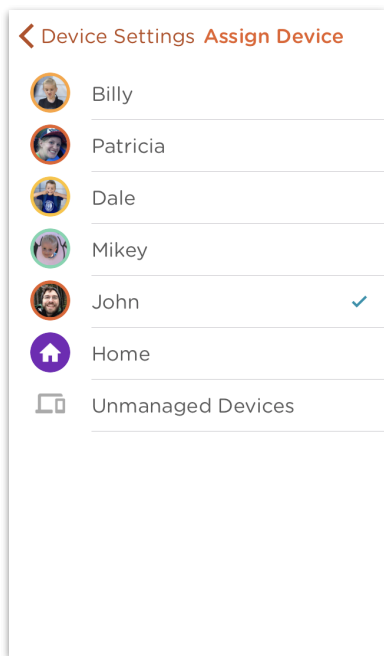 Device Settings Assign Device
Billy
Patricia
Dale
Mikey
John
Home
Unmanaged Devices